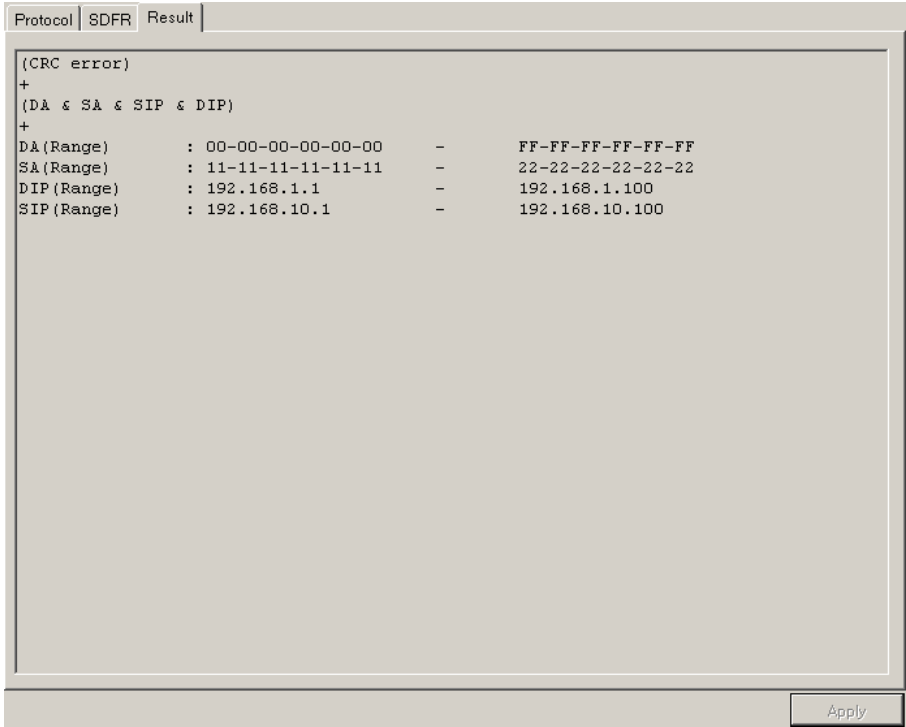 Protocol SDFR Result
(CRC error)
+
(DA & SA & SIP & DIP)
+
DA(Range) : 00-00-00-00-00-00 - FF-FF-FF-FF-FF-FF
SA(Range) : 11-11-11-11-11-11 - 22-22-22-22-22-22
DIP(Range) : 192.168.1.1 - 192.168.1.100
SIP(Range) : 192.168.10.1 - 192.168.10.100
Apply